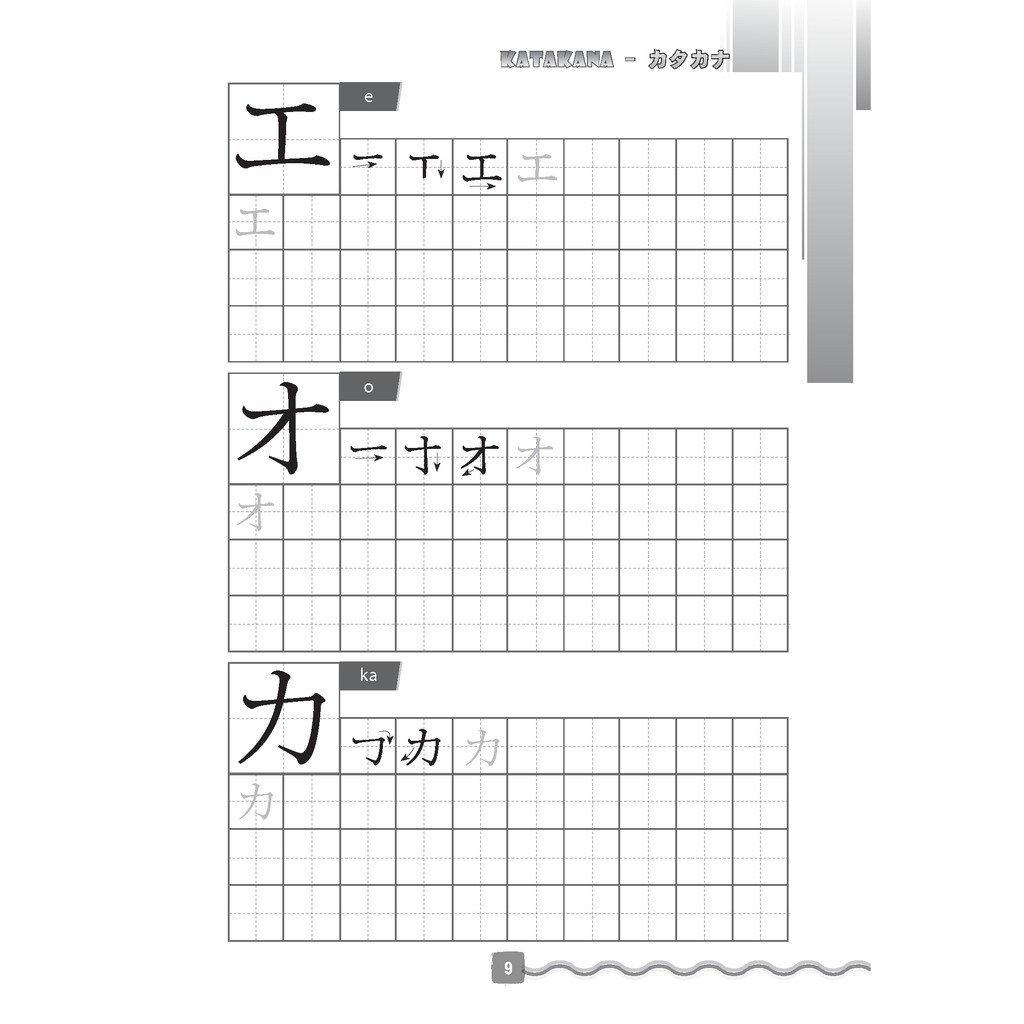 KATAKANA - カタカナ
エ
e
一 丅 エ エ
エ
オ
o
一 十 オ オ
オ
カ
ka
㇆ カ カ
カ
9